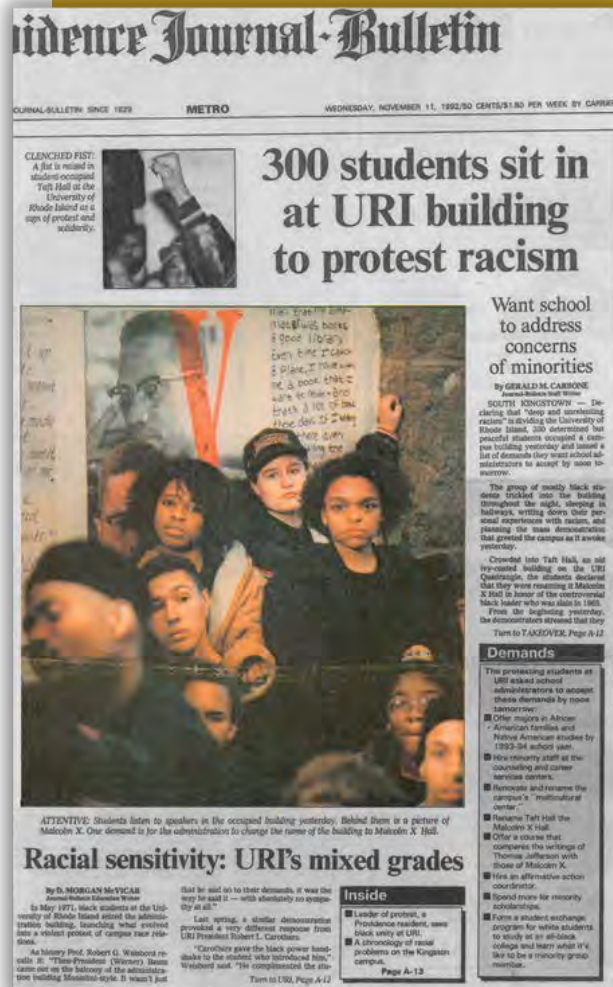 idence Journal-Bulletin
OURNAL-BULLETIN SINCE 1829
METRO
WEDNESDAY, NOVEMBER 11, 1992/50 CENTS/$1.80 PER WEEK BY CARRIER
CLENCHED FIST:
A fist is raised in
student-occupied
Taft Hall at the
University of
Rhode Island as a
sign of protest and
solidarity.
300 students sit in
at URI building
to protest racism
Want school
to address
concerns
of minorities
By GERALD M. CARBONE
Journal-Bulletin Staff Writer
SOUTH KINGSTOWN — De-
claring that "deep and unrelenting
racism" is dividing the University of
Rhode Island, 300 determined but
peaceful students occupied a cam-
pus building yesterday and issued a
list of demands they want school ad-
ministrators to accept by noon to-
morrow.
The group of mostly black stu-
dents trickled into the building
throughout the night, sleeping in
hallways, writing down their per-
sonal experiences with racism, and
planning the mass demonstration
that greeted the campus as it awoke
yesterday.
Crowded into Taft Hall, an old
ivy-coated building on the URI
Quadrangle, the students declared
that they were renaming it Malcolm
X Hall in honor of the controversial
black leader who was slain in 1965.
From the beginning yesterday,
the demonstrators stressed that they
Turn to TAKEOVER, Page A-12
a good library
Every time I catch
a plane, I have with
me a book that I
want to read
ATTENTIVE: Students listen to speakers in the occupied building yesterday. Behind them is a picture of
Malcolm X. One demand is for the administration to change the name of the building to Malcolm X Hall.
Demands
The protesting students at
URI asked school
administrators to accept
these demands by noon
tomorrow:
■ Offer majors in African
American families and
Native American studies by
1993-94 school year.
■ Hire minority staff at the
counseling and career
services centers.
■ Renovate and rename the
campus's "multicultural
center."
■ Rename Taft Hall the
Malcolm X Hall.
■ Offer a course that
compares the writings of
Thomas Jefferson with
those of Malcolm X.
■ Hire an affirmative action
coordinator.
■ Spend more for minority
scholarships.
■ Form a student exchange
program for white students
to study at an all-black
college and learn what it's
like to be a minority group
member.
Racial sensitivity: URI's mixed grades
By D. MORGAN McVICAR
Journal-Bulletin Education Writer
In May 1971, black students at the Uni-
versity of Rhode Island seized the adminis-
tration building, launching what evolved
into a violent protest of campus race rela-
tions.
As history Prof. Robert G. Weisbord re-
calls it: "Then-President (Werner) Baum
came out on the balcony of the administra-
tion building Mussolini-style. It wasn't just
that he said no to their demands, it was the
way he said it — with absolutely no sympa-
thy at all."
Last spring, a similar demonstration
provoked a very different response from
URI President Robert L. Carothers.
"Carothers gave the black power hand-
shake to the student who introduced him,"
Weisbord said. "He complimented the stu-
Turn to URI, Page A-12
Inside
■ Leader of protest, a
Providence resident, sees
black unity at URI.
■ A chronology of racial
problems on the Kingston
campus.
Page A-13